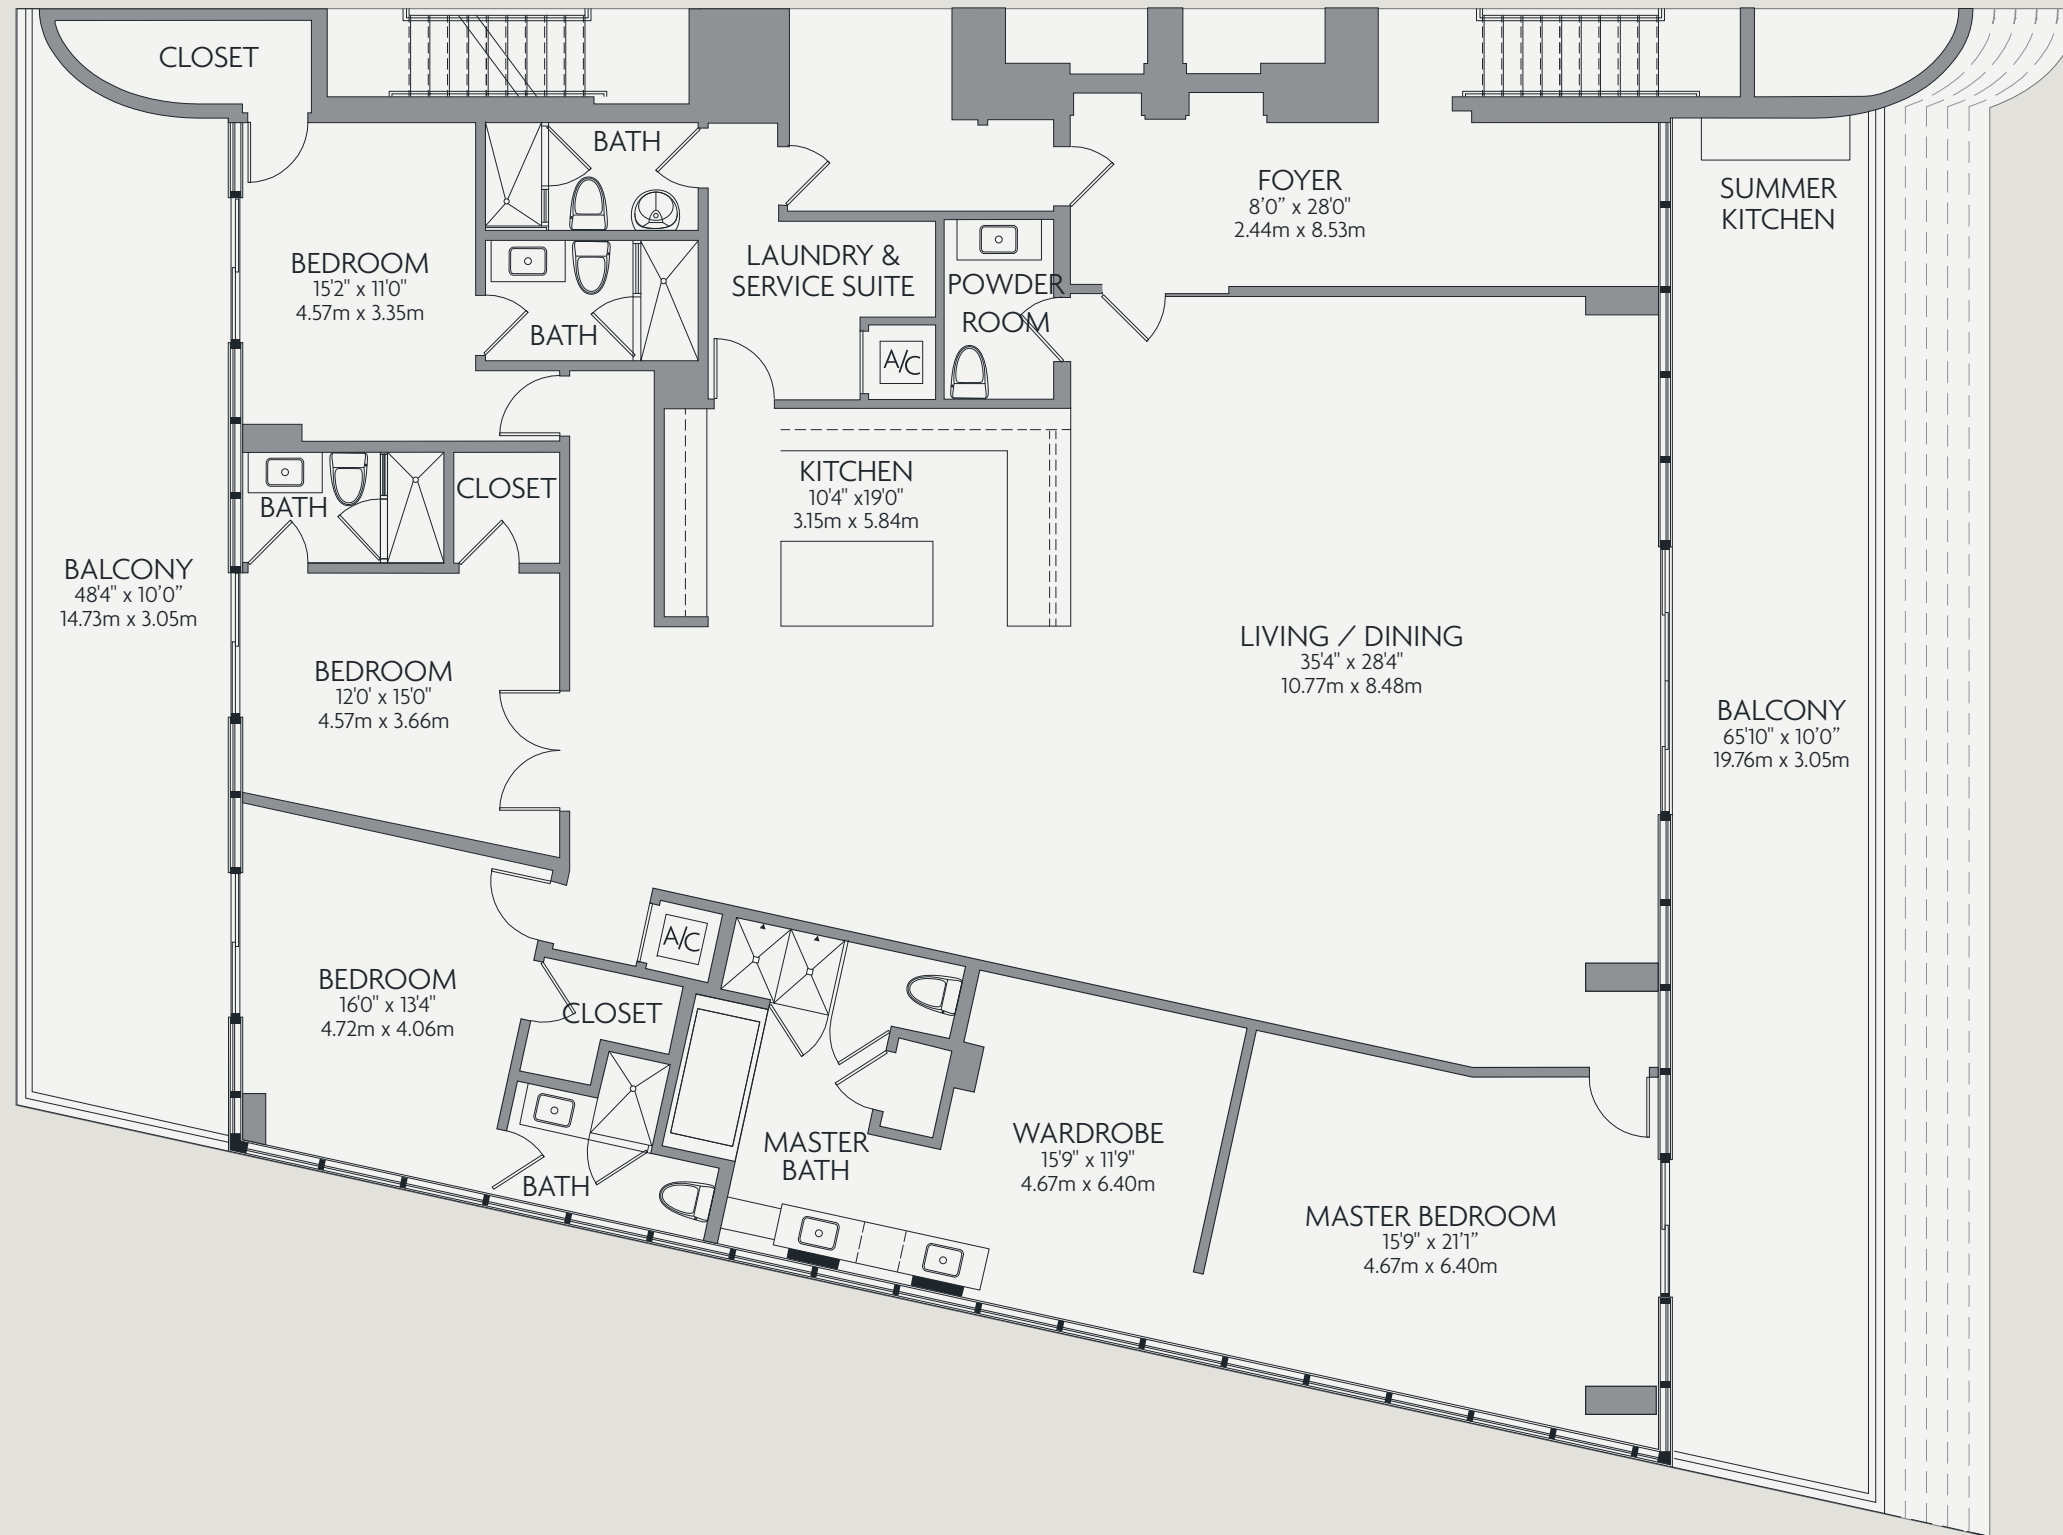 CLOSET
BATH
FOYER
8'0” x 28'0"
2.44m x 8.53m
SUMMER
KITCHEN
BEDROOM
15'2" x 11'0"
4.57m x 3.35m
LAUNDRY &
SERVICE SUITE
POWDER
ROOM
BATH
A/C
KITCHEN
10'4" x19'0"
3.15m x 5.84m
BATH
CLOSET
BALCONY
48'4" x 10'0”
14.73m x 3.05m
BEDROOM
12'0' x 15'0"
4.57m x 3.66m
LIVING / DINING
35'4" x 28'4"
10.77m x 8.48m
BALCONY
65'10" x 10'0”
19.76m x 3.05m
A/C
BEDROOM
16'0" x 13'4"
4.72m x 4.06m
CLOSET
BATH
MASTER
BATH
WARDROBE
15'9" x 11'9"
4.67m x 6.40m
MASTER BEDROOM
15'9" x 21'1”
4.67m x 6.40m